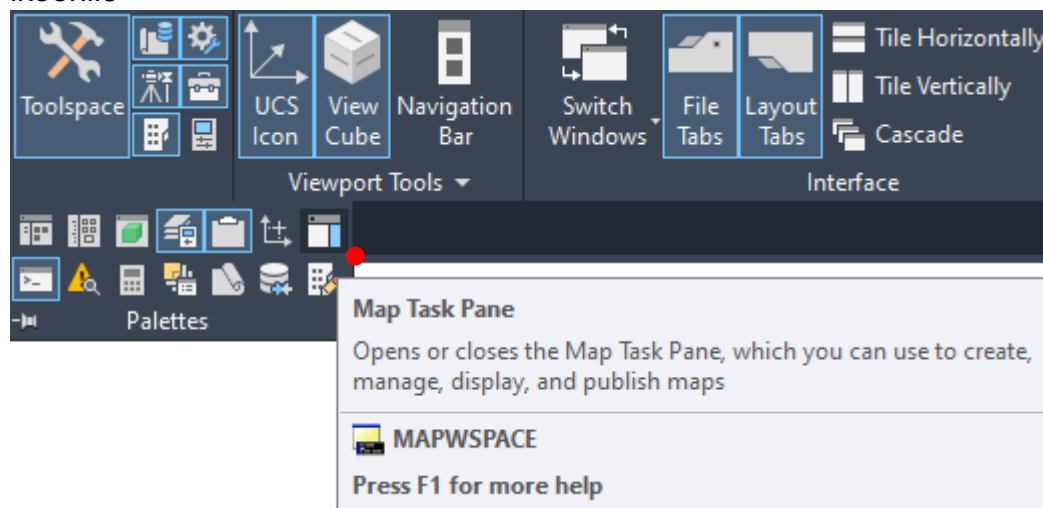 Toolspace
UCS
Icon
View
Cube
Navigation
Bar
Switch
Windows
File
Tabs
Layout
Tabs
Tile Horizontally
Tile Vertically
Cascade
Viewport Tools
Interface
Palettes
Map Task Pane
Opens or closes the Map Task Pane, which you can use to create,
manage, display, and publish maps
MAPWSPACE
Press F1 for more help